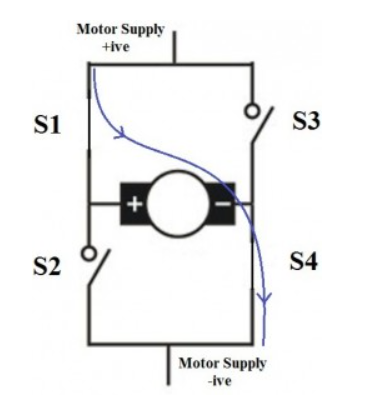 Motor Supply
+ive
S1
S3
+
−
S2
S4
Motor Supply
-ive